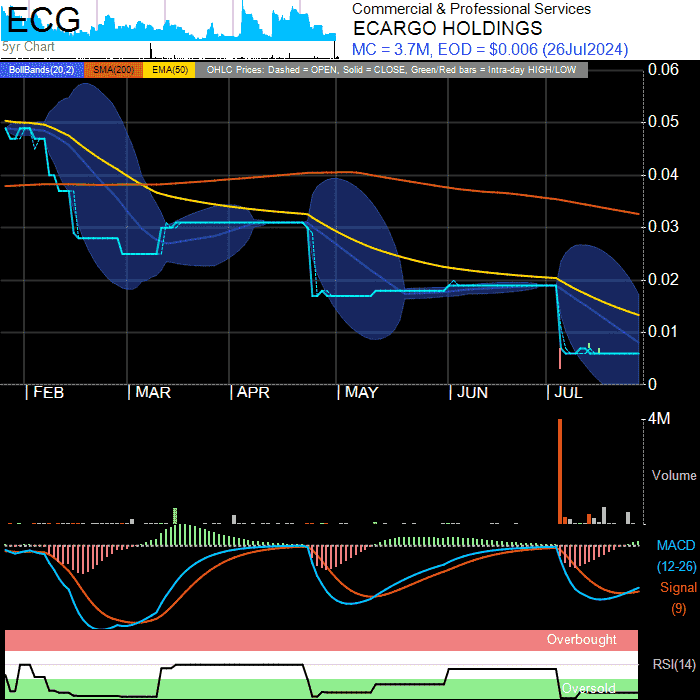 ECG
5yr Chart
Commercial & Professional Services
ECARGO HOLDINGS
MC = 3.7M, EOD = $0.006 (26Jul2024)
BollBands(20,2) SMA(200) EMA(50) OHLC Prices: Dashed = OPEN, Solid = CLOSE, Green/Red bars = Intra-day HIGH/LOW
0.06
0.05
0.04
0.03
0.02
0.01
0
FEB MAR APR MAY JUN JUL
4M
Volume
MACD
(12-26)
Signal
(9)
Overbought
RSI(14)
Oversold